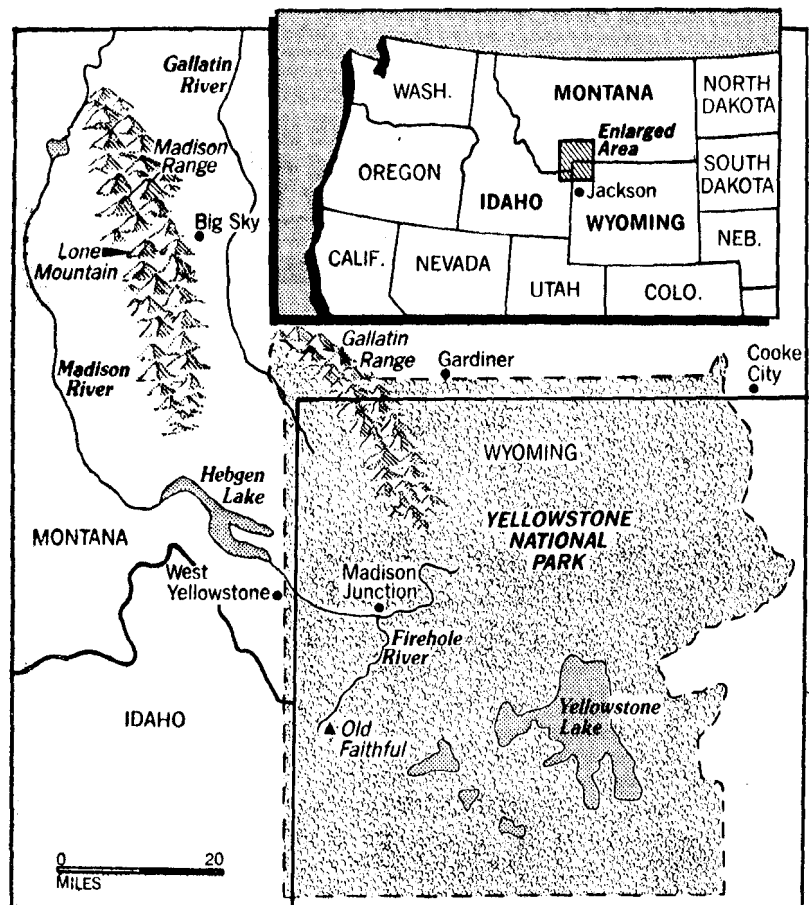 Gallatin
River
Madison
Range
Big Sky
Lone
Mountain
Madison
River
WASH.
MONTANA
NORTH
DAKOTA
Enlarged
Area
OREGON
SOUTH
DAKOTA
Jackson
IDAHO
WYOMING
NEB.
CALIF.
NEVADA
UTAH
COLO.
Gallatin
Range
Gardiner
Cooke
City
WYOMING
Hebgen
Lake
YELLOWSTONE
NATIONAL
PARK
MONTANA
West
Yellowstone
Madison
Junction
Firehole
River
IDAHO
Old
Faithful
Yellowstone
Lake
0 20
MILES